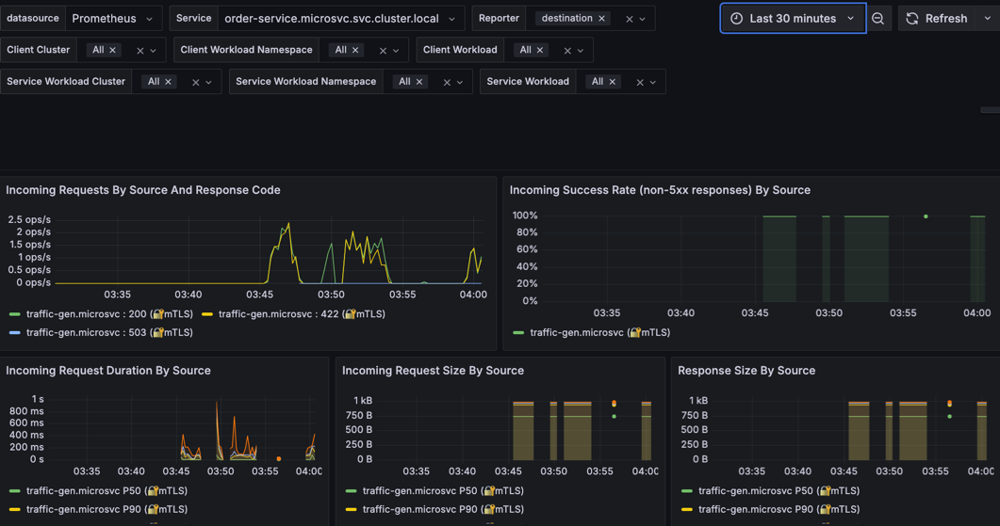 datasource Prometheus Service order-service.microsvc.svc.cluster.local Reporter destination Last 30 minutes Refresh
Client Cluster All Client Workload Namespace All Client Workload All
Service Workload Cluster All Service Workload Namespace All Service Workload All
Incoming Requests By Source And Response Code
2.5 ops/s
2 ops/s
1.5 ops/s
1 ops/s
0.5 ops/s
0 ops/s
03:35 03:40 03:45 03:50 03:55 04:00
traffic-gen.microsvc : 200 (🔐mTLS) traffic-gen.microsvc : 422 (🔐mTLS)
traffic-gen.microsvc : 503 (🔐mTLS)
Incoming Success Rate (non-5xx responses) By Source
100%
80%
60%
40%
20%
0%
03:35 03:40 03:45 03:50 03:55 04:00
traffic-gen.microsvc (🔐mTLS)
Incoming Request Duration By Source
1 s
800 ms
600 ms
400 ms
200 ms
0 s
03:35 03:40 03:45 03:50 03:55 04:00
traffic-gen.microsvc P50 (🔐mTLS)
traffic-gen.microsvc P90 (🔐mTLS)
Incoming Request Size By Source
1 kB
750 B
500 B
250 B
0 B
03:35 03:40 03:45 03:50 03:55 04:00
traffic-gen.microsvc P50 (🔐mTLS)
traffic-gen.microsvc P90 (🔐mTLS)
Response Size By Source
1 kB
750 B
500 B
250 B
0 B
03:35 03:40 03:45 03:50 03:55 04:00
traffic-gen.microsvc P50 (🔐mTLS)
traffic-gen.microsvc P90 (🔐mTLS)